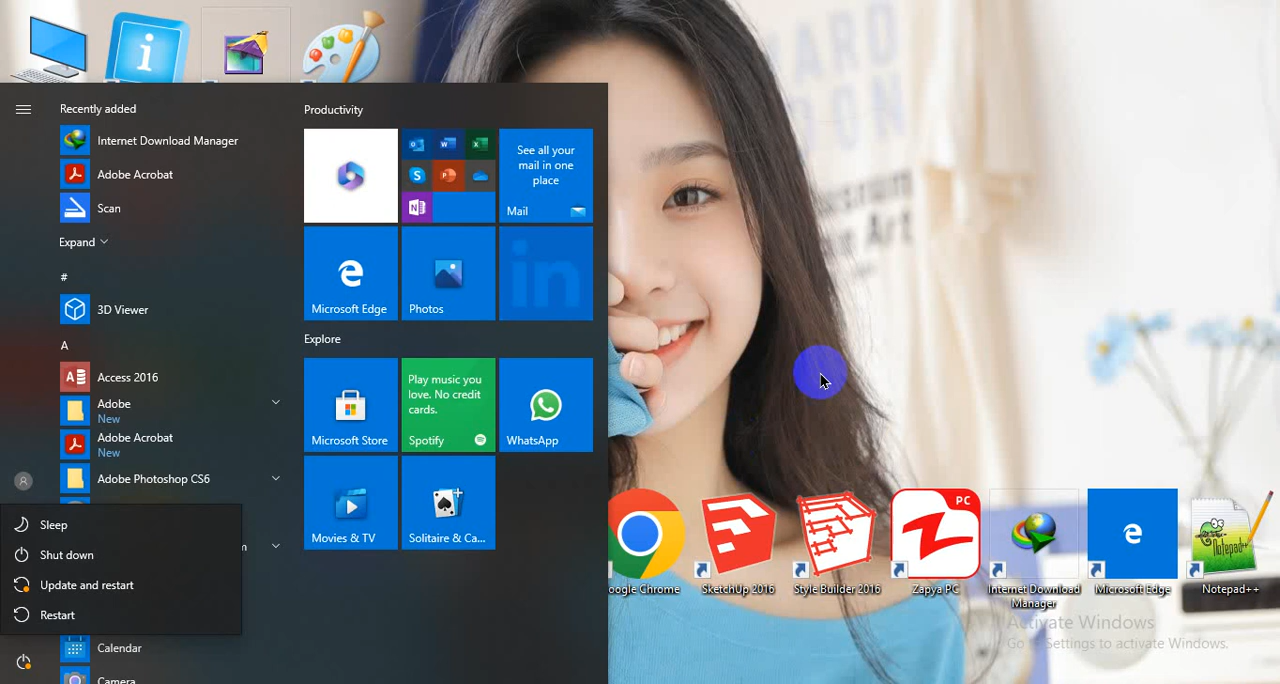 Recently added
Internet Download Manager
Adobe Acrobat
Scan
Expand
#
3D Viewer
A
Access 2016
Adobe
New
Adobe Acrobat
New
Adobe Photoshop CS6
Sleep
Shut down
Update and restart
Restart
Calendar
Camera
Productivity
See all your
mail in one
place
Mail
Microsoft Edge
Photos
in
Explore
Microsoft Store
Play music you
love. No credit
cards.
Spotify
WhatsApp
Movies & TV
Solitaire & Ca...
oogle Chrome
SketchUp 2016
Style Builder 2016
PC
Zapya PC
Internet Download
Manager
Microsoft Edge
Notepad++
Notepad++
Activate Windows
Go to Settings to activate Windows.